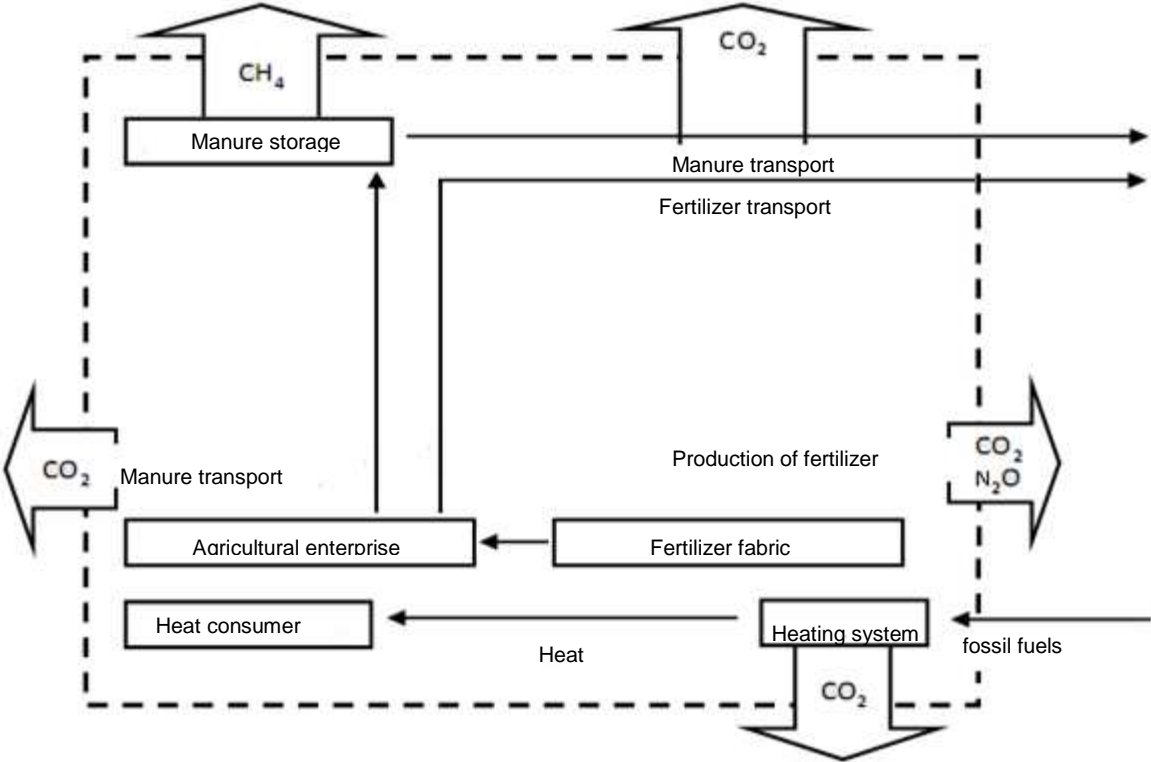 CH₄
CO₂
Manure storage
Manure transport
Fertilizer transport
CO₂
Manure transport
Production of fertilizer
CO₂
N₂O
Agricultural enterprise
Fertilizer fabric
Heat consumer
Heat
Heating system
fossil fuels
CO₂